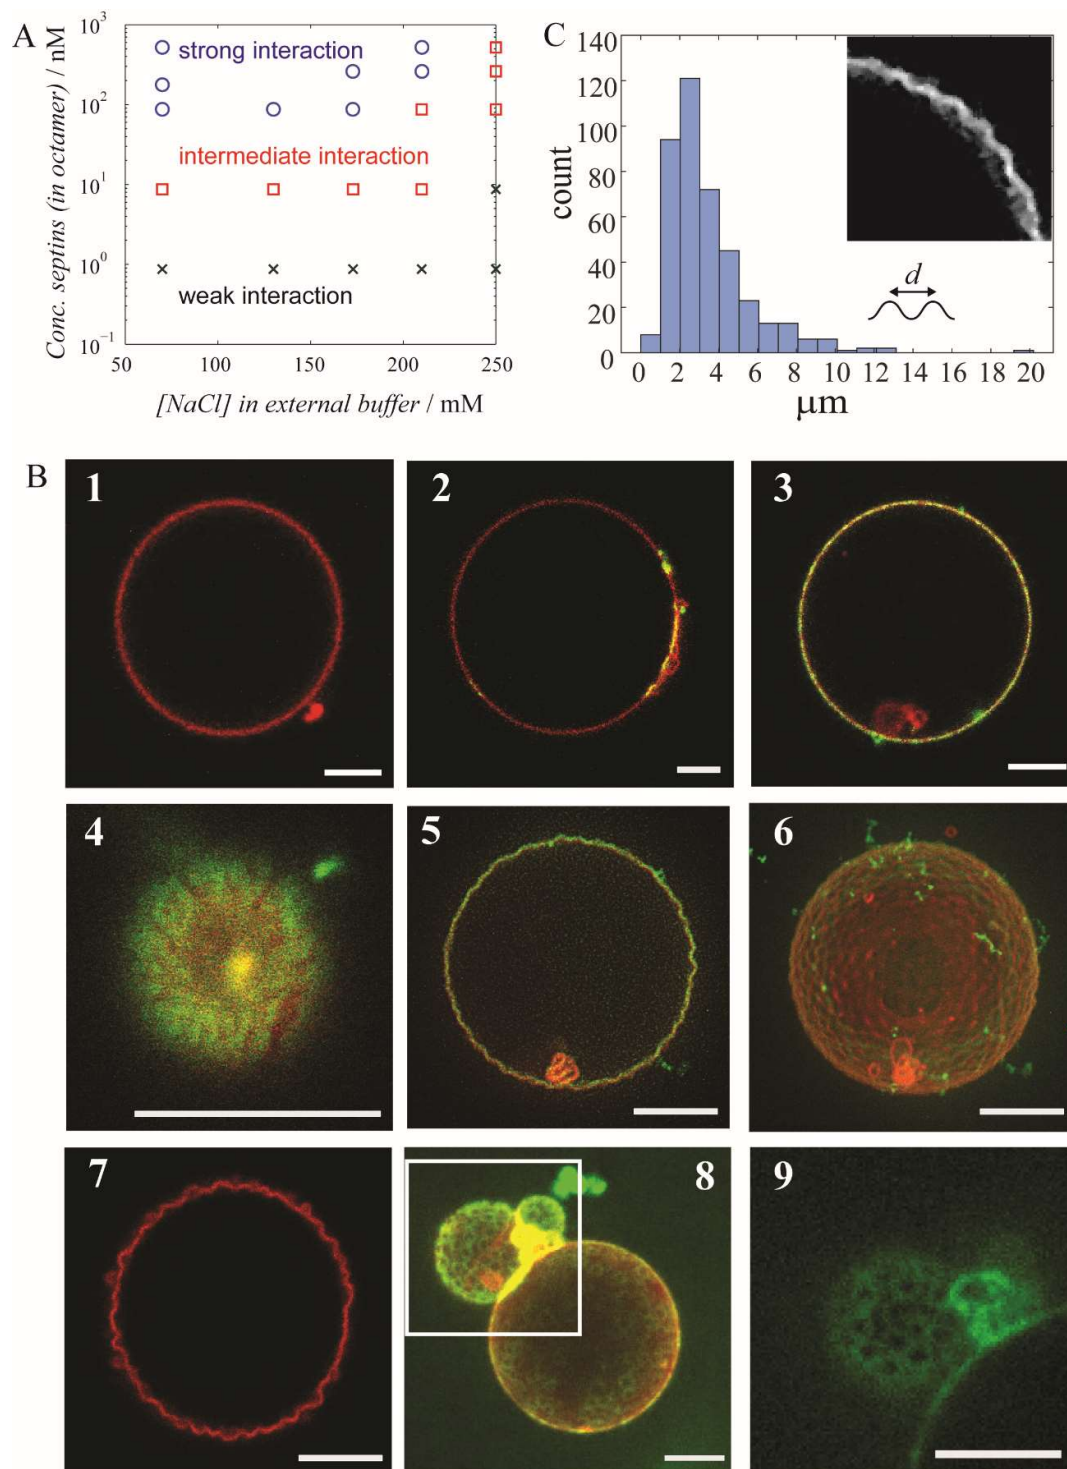 A
Conc. septins (in octamer) / nM
10³
10²
10¹
10⁰
10⁻¹
strong interaction
intermediate interaction
weak interaction
50
100
150
200
250
[NaCl] in external buffer / mM
C
count
140
120
100
80
60
40
20
0
d
0 2 4 6 8 10 12 14 16 18 20
μm
B
1
2
3
4
5
6
7
8
9